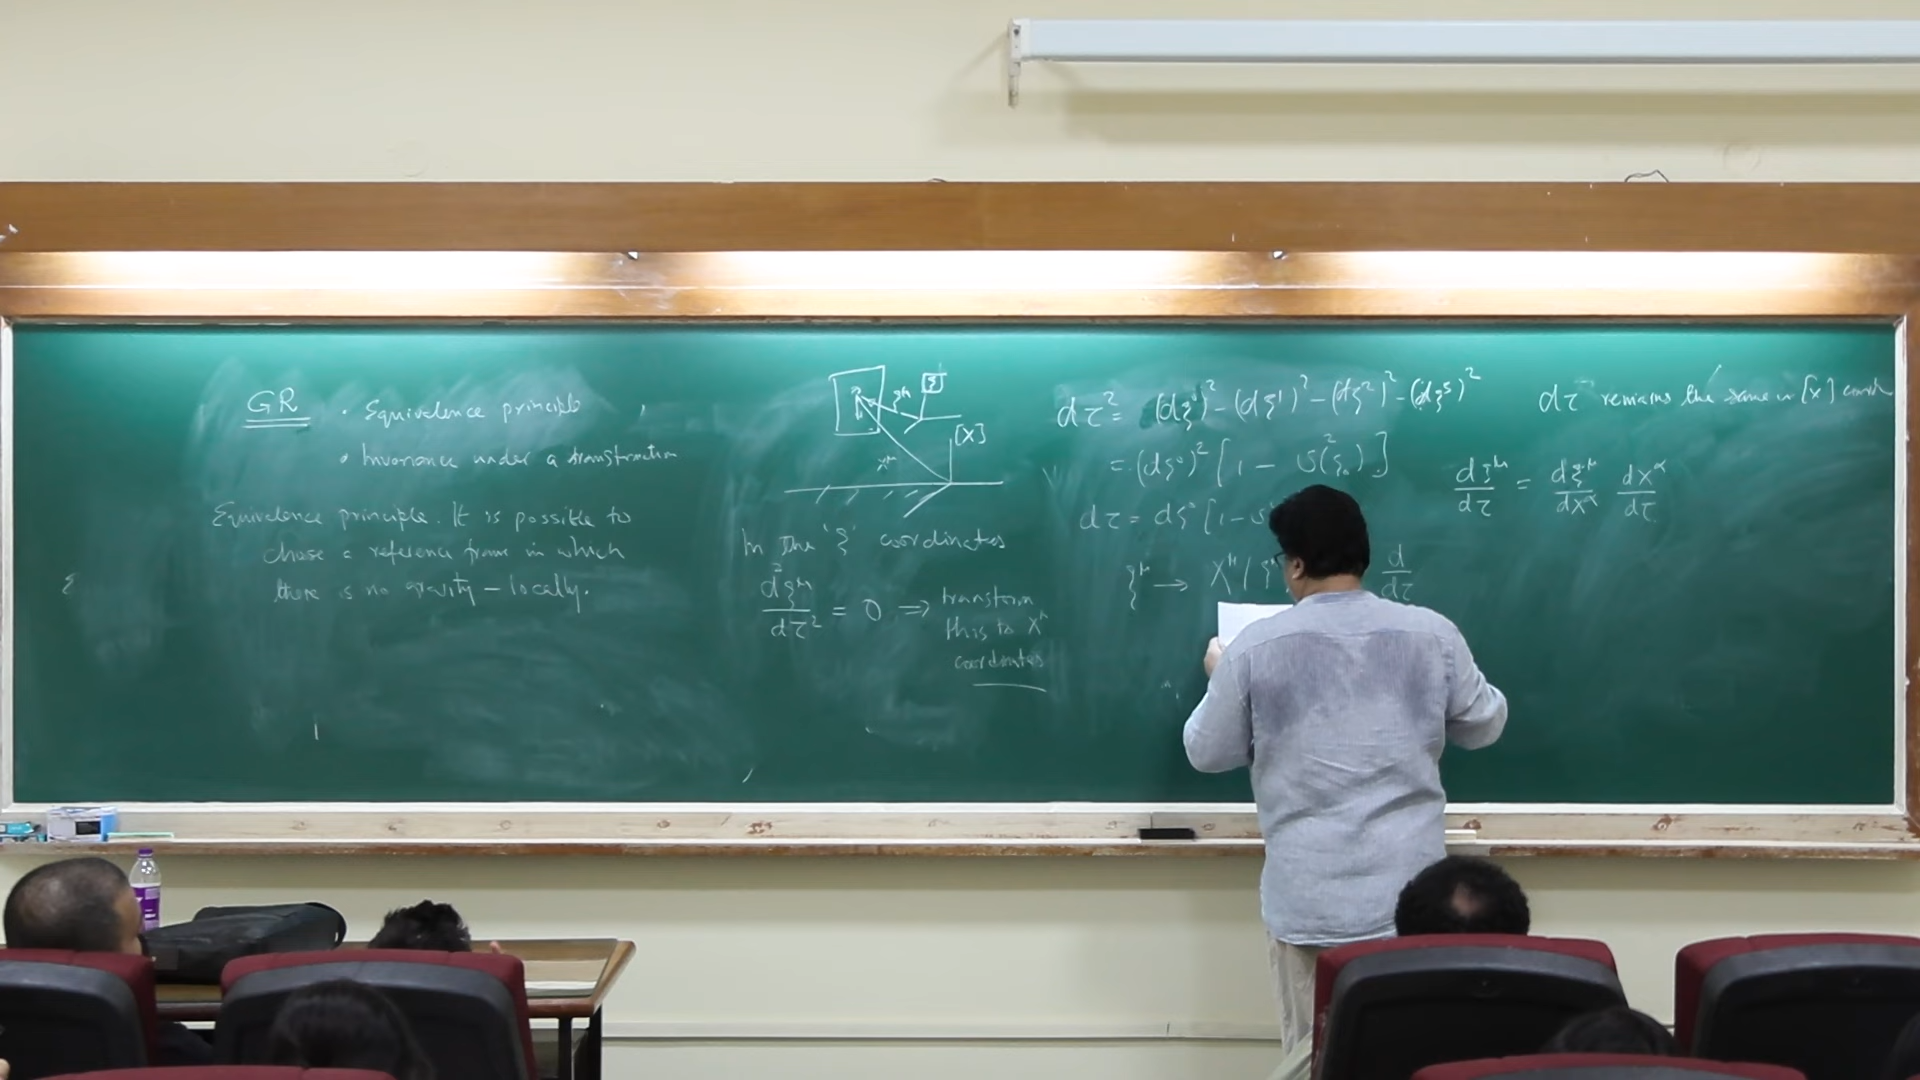 GR • Equivalence principle
• Invariance under a transformation
Equivalence principle. It is possible to
chose a reference frame in which
there is no gravity – locally.
ξ
P ξ^μ [ξ]
[X]
x^μ
In the 'ξ' coordinates
d²ξ^μ/dτ² = 0 ⇒ transform
this to X^μ
coordinates
dτ² = (dξ⁰)² - (dξ¹)² - (dξ²)² - (dξ³)²
= (dξ⁰)² [1 - v²(ξ₀)]
dτ = dξ⁰ [1 - v²
ξ^μ → X^μ / ξ^μ d/dτ
dτ remains the same in [X] coords
dξ^μ/dτ = dξ^μ/dX^α dX^α/dτ